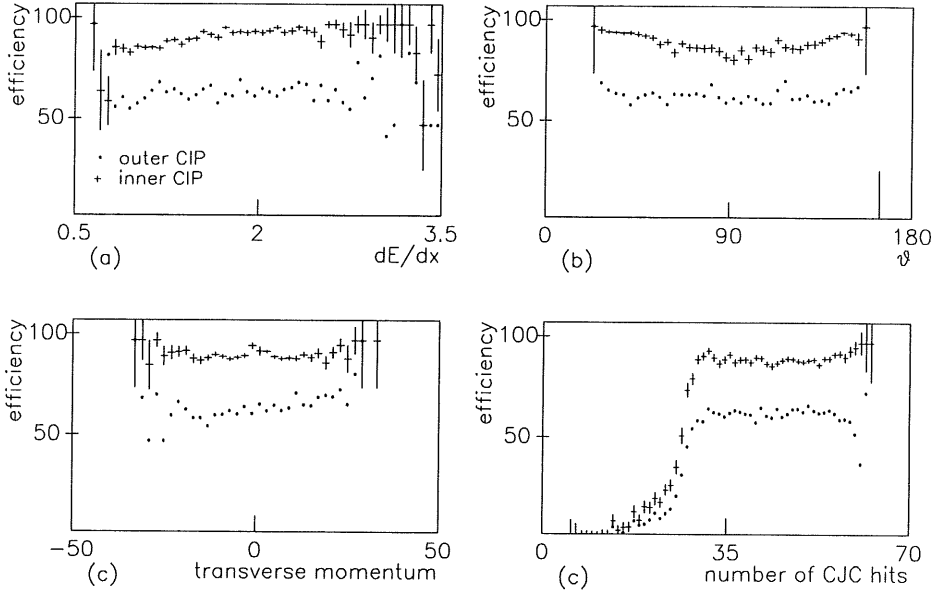 efficiency
100
50
outer CIP
inner CIP
0.5
2
3.5
(a)
dE/dx
efficiency
100
50
0
90
180
(b)
ϑ
efficiency
100
50
−50
0
50
(c)
transverse momentum
efficiency
100
50
0
35
70
(c)
number of CJC hits